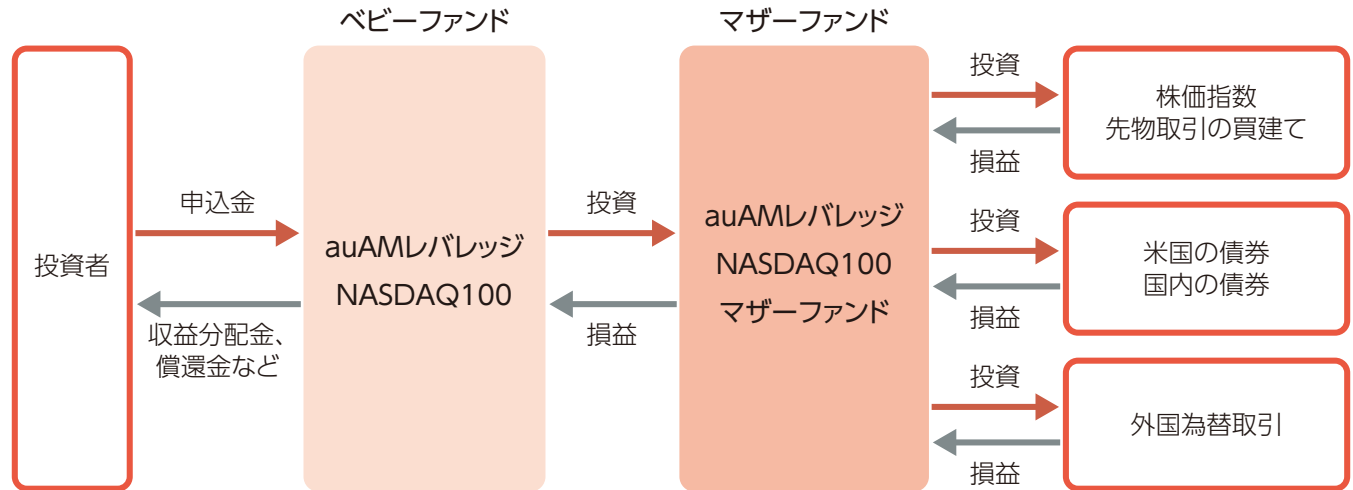 ベビーファンド
マザーファンド
投資者
申込金
収益分配金、
償還金など
auAMレバレッジ
NASDAQ100
投資
損益
auAMレバレッジ
NASDAQ100
マザーファンド
投資
損益
株価指数
先物取引の買建て
投資
損益
米国の債券
国内の債券
投資
損益
外国為替取引